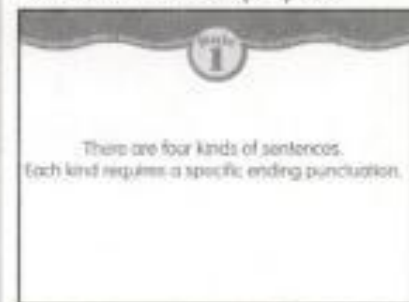 1
There are four kinds of sentences.
Each kind requires a specific ending punctuation.